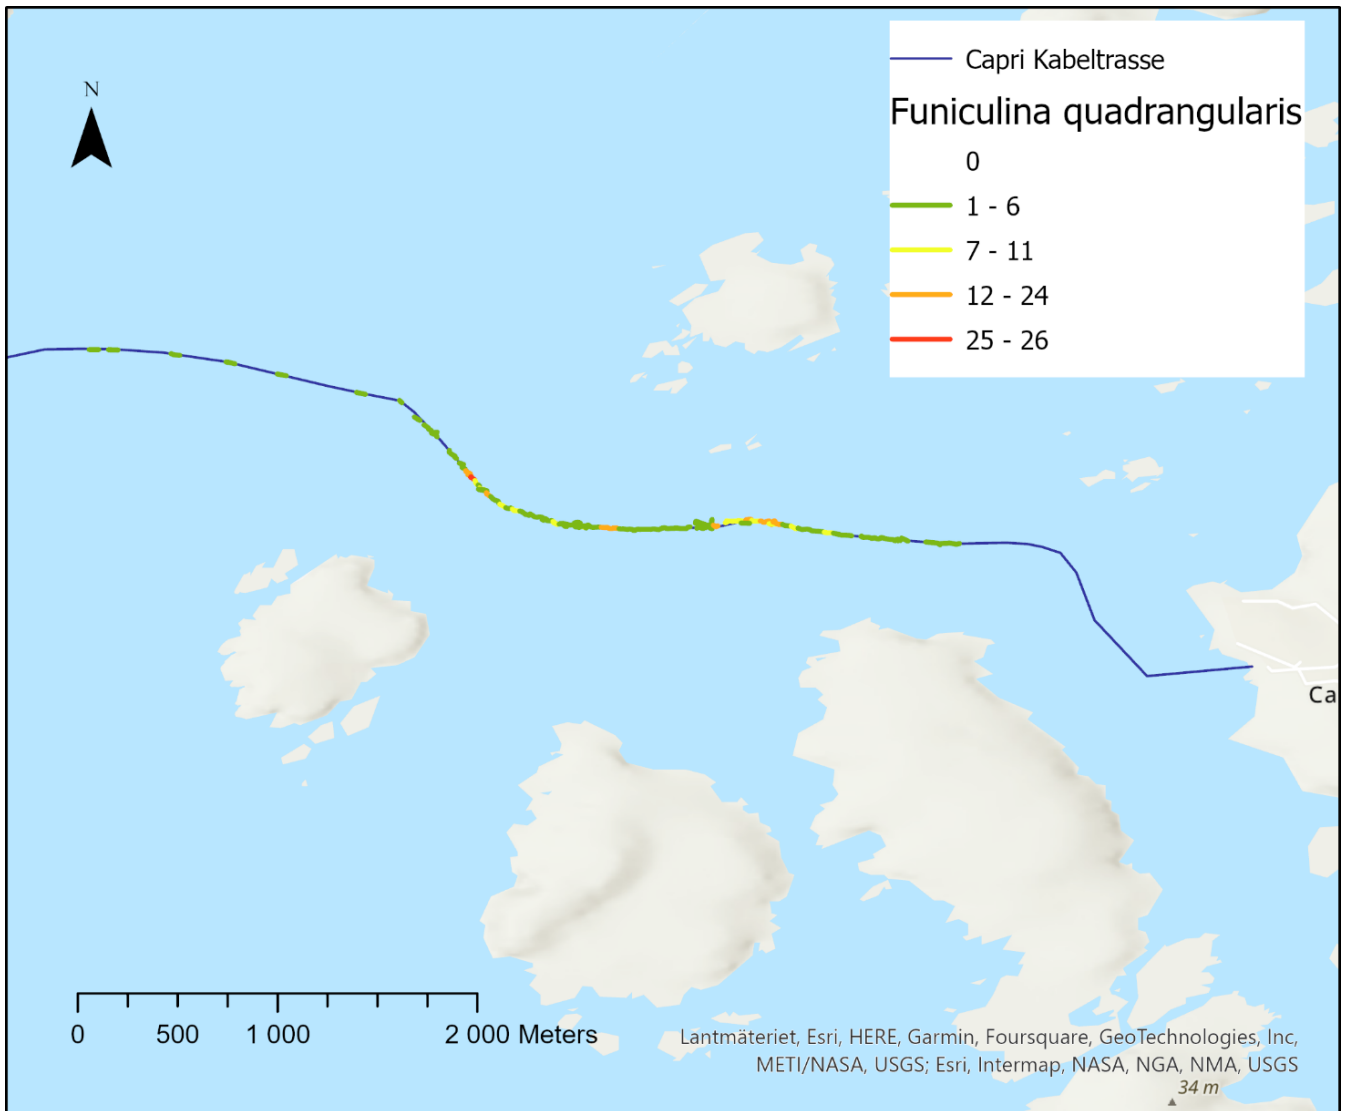 N
Capri Kabeltrasse
Funiculina quadrangularis
0
1 - 6
7 - 11
12 - 24
25 - 26
Ca
0 500 1 000 2 000 Meters
Lantmäteriet, Esri, HERE, Garmin, Foursquare, GeoTechnologies, Inc,
METI/NASA, USGS; Esri, Intermap, NASA, NGA, NMA, USGS
34 m